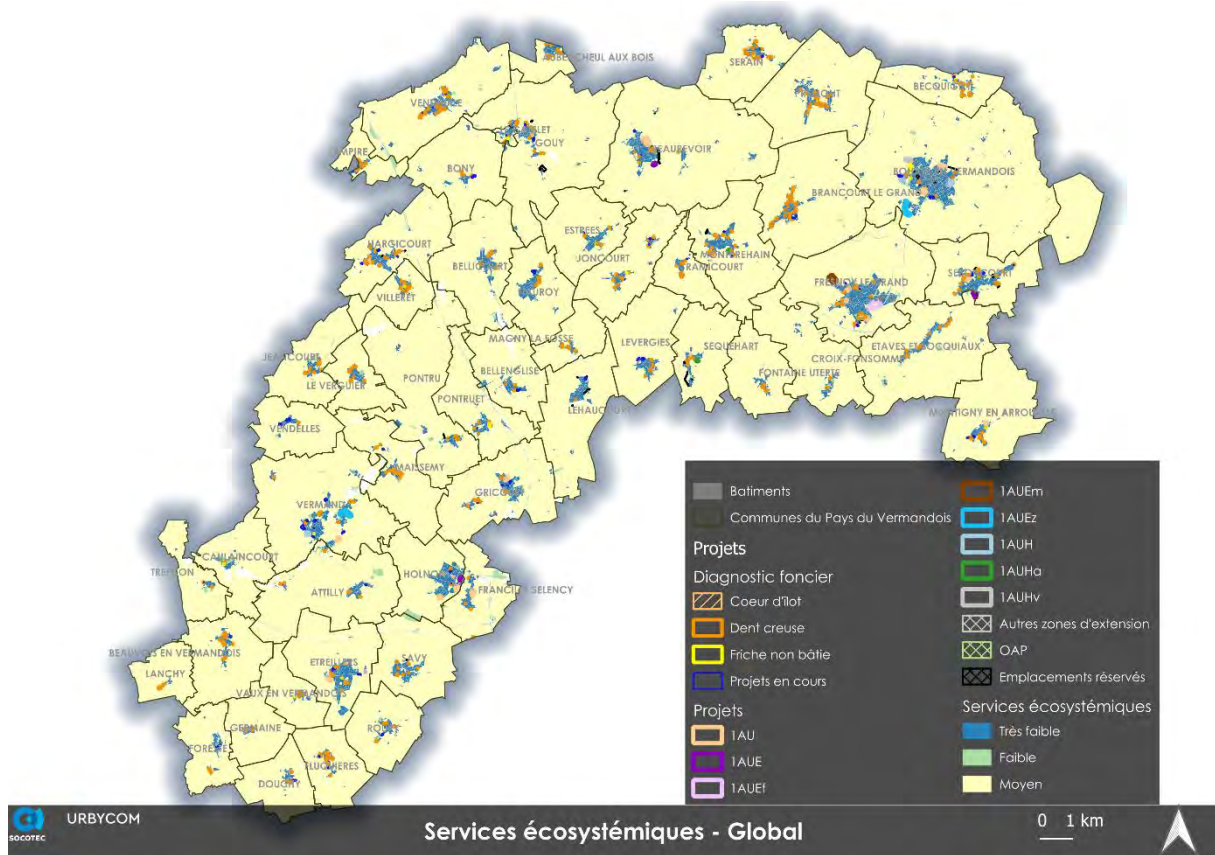 AUBENCHEUL AUX BOIS
SERAIN
BECQUIGNY
GOUY
BEAUREVOIR
BONY
BRANCOURT LE GRAND
HARGICOURT
ESTREES
JONCOURT
MONTBREHAIN
RAMICOURT
VILLERET
FRESNOY LE GRAND
MAGNY LA FOSSE
LEVERGIES
SEQUEHART
ETAVES ET BOCQUIAUX
CROIX-FONSOMME
JEANCOURT
PONTRU
BELLENGLISE
FONTAINE UTERTE
LE VERGUIER
PONTRUET
LEHAUCOURT
VENDELLES
MAISSEMY
GRICOURT
VERMAND
CAULAINCOURT
HOLNON
ATTILLY
FRANCILLY SELENCY
BEAUVOIS EN VERMANDOIS
ETREILLERS
SAVY
LANCHY
VAUX EN VERMANDOIS
GERMAINE
FLUQUIERES
DOUCHY
Batiments
Communes du Pays du Vermandois
Projets
Diagnostic foncier
Coeur d'îlot
Dent creuse
Friche non bâtie
Projets en cours
Projets
1AU
1AUE
1AUEf
1AUEm
1AUEz
1AUH
1AUHa
1AUHv
Autres zones d'extension
OAP
Emplacements réservés
Services écosystémiques
Très faible
Faible
Moyen
SOCOTEC
URBYCOM
Services écosystémiques - Global
0 1 km